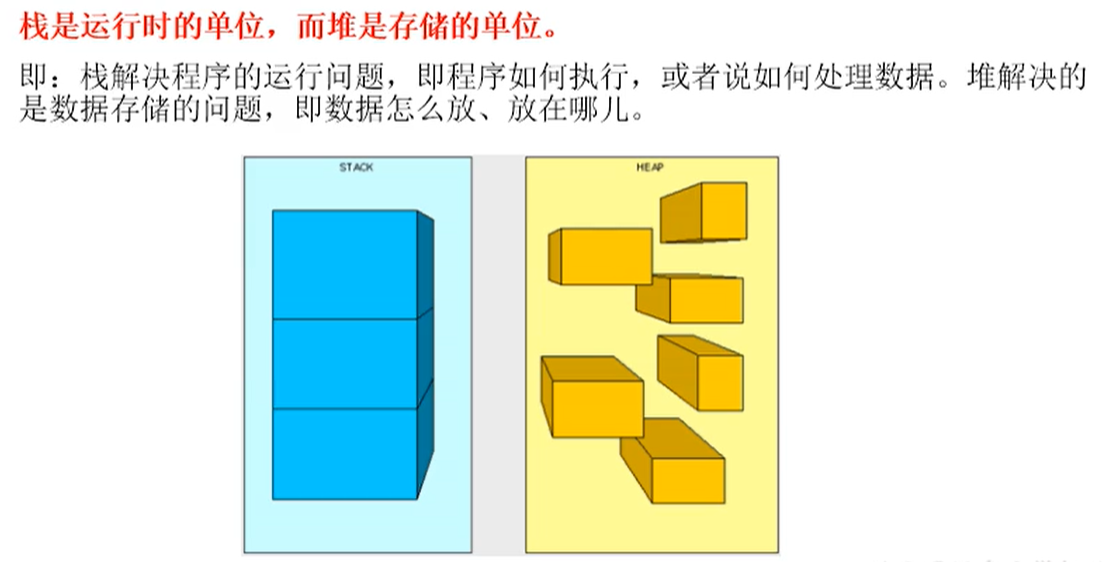 栈是运行时的单位，而堆是存储的单位。
即：栈解决程序的运行问题，即程序如何执行，或者说如何处理数据。堆解决的
是数据存储的问题，即数据怎么放、放在哪儿。
STACK
HEAP